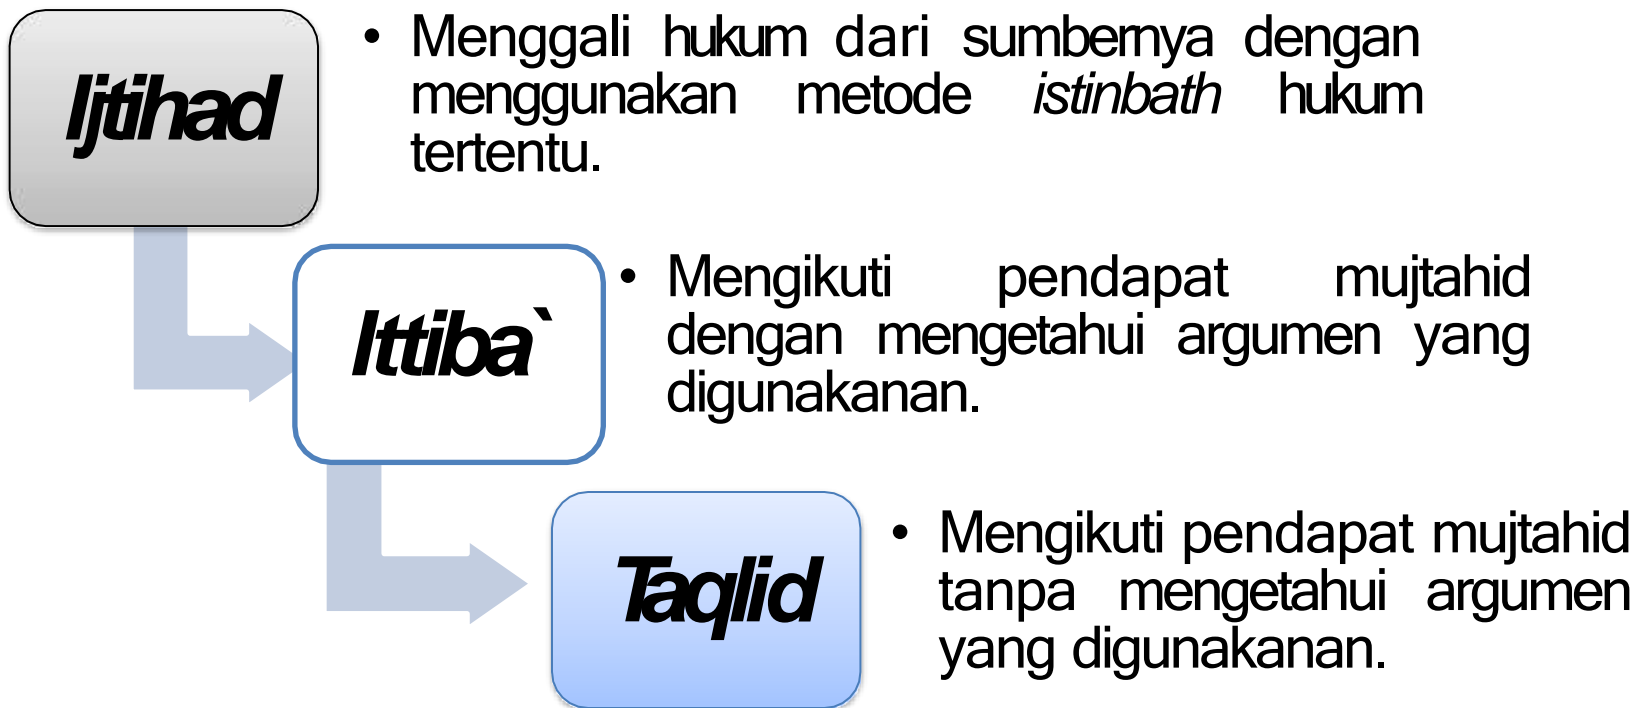 Ijtihad
• Menggali hukum dari sumbernya dengan
menggunakan metode istinbath hukum
tertentu.
Ittiba`
• Mengikuti pendapat mujtahid
dengan mengetahui argumen yang
digunakanan.
Taqlid
• Mengikuti pendapat mujtahid
tanpa mengetahui argumen
yang digunakanan.